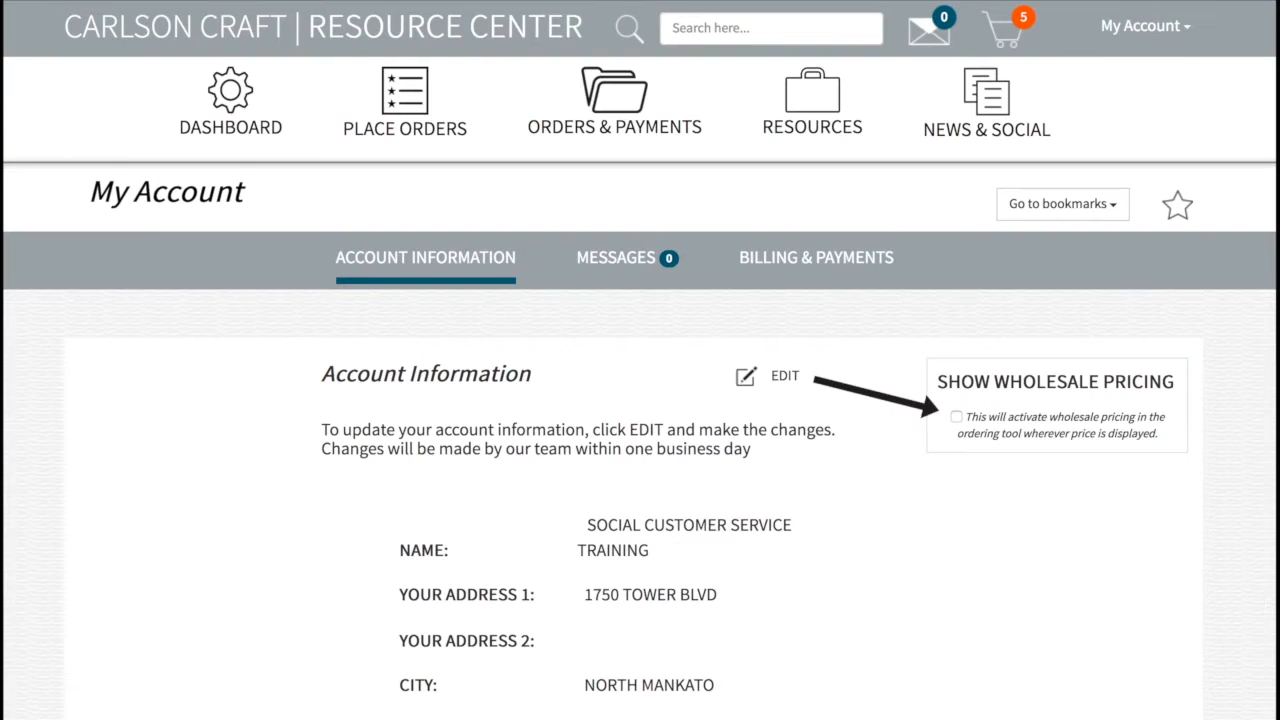 CARLSON CRAFT | RESOURCE CENTER
Search here...
0
5
My Account
DASHBOARD
PLACE ORDERS
ORDERS & PAYMENTS
RESOURCES
NEWS & SOCIAL
My Account
Go to bookmarks
ACCOUNT INFORMATION
MESSAGES 0
BILLING & PAYMENTS
Account Information
EDIT
To update your account information, click EDIT and make the changes.
Changes will be made by our team within one business day
SHOW WHOLESALE PRICING
This will activate wholesale pricing in the
ordering tool wherever price is displayed.
SOCIAL CUSTOMER SERVICE
NAME: TRAINING
YOUR ADDRESS 1: 1750 TOWER BLVD
YOUR ADDRESS 2:
CITY: NORTH MANKATO